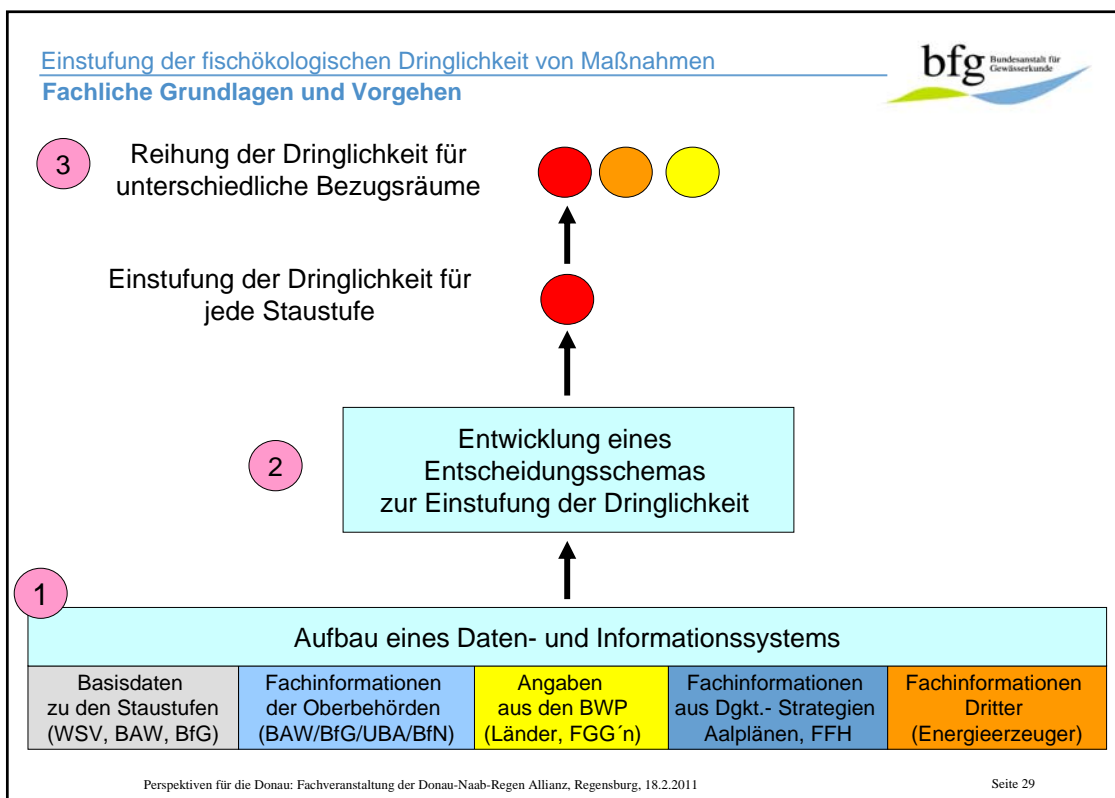 Einstufung der fischökologischen Dringlichkeit von Maßnahmen
Fachliche Grundlagen und Vorgehen
bfg Bundesanstalt für
Gewässerkunde
3
Reihung der Dringlichkeit für
unterschiedliche Bezugsräume
Einstufung der Dringlichkeit für
jede Staustufe
2
Entwicklung eines
Entscheidungsschemas
zur Einstufung der Dringlichkeit
1
Aufbau eines Daten- und Informationssystems
Basisdaten
zu den Staustufen
(WSV, BAW, BfG)
Fachinformationen
der Oberbehörden
(BAW/BfG/UBA/BfN)
Angaben
aus den BWP
(Länder, FGG´n)
Fachinformationen
aus Dgkt.- Strategien
Aalplänen, FFH
Fachinformationen
Dritter
(Energieerzeuger)
Perspektiven für die Donau: Fachveranstaltung der Donau-Naab-Regen Allianz, Regensburg, 18.2.2011
Seite 29